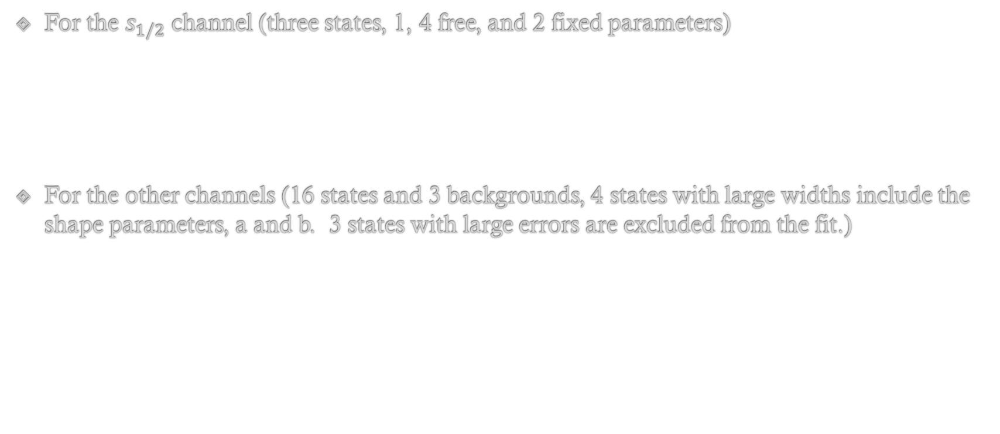 ❖ For the s₁/₂ channel (three states, 1, 4 free, and 2 fixed parameters)
❖ For the other channels (16 states and 3 backgrounds, 4 states with large widths include the
shape parameters, a and b.  3 states with large errors are excluded from the fit.)